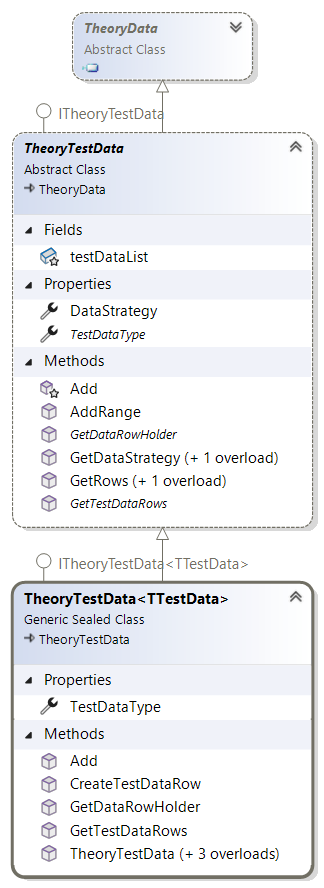 TheoryData
Abstract Class
ITheoryTestData
TheoryTestData
Abstract Class
TheoryData
Fields
testDataList
Properties
DataStrategy
TestDataType
Methods
Add
AddRange
GetDataRowHolder
GetDataStrategy (+ 1 overload)
GetRows (+ 1 overload)
GetTestDataRows
ITheoryTestData<TTestData>
TheoryTestData<TTestData>
Generic Sealed Class
TheoryTestData
Properties
TestDataType
Methods
Add
CreateTestDataRow
GetDataRowHolder
GetTestDataRows
TheoryTestData (+ 3 overloads)